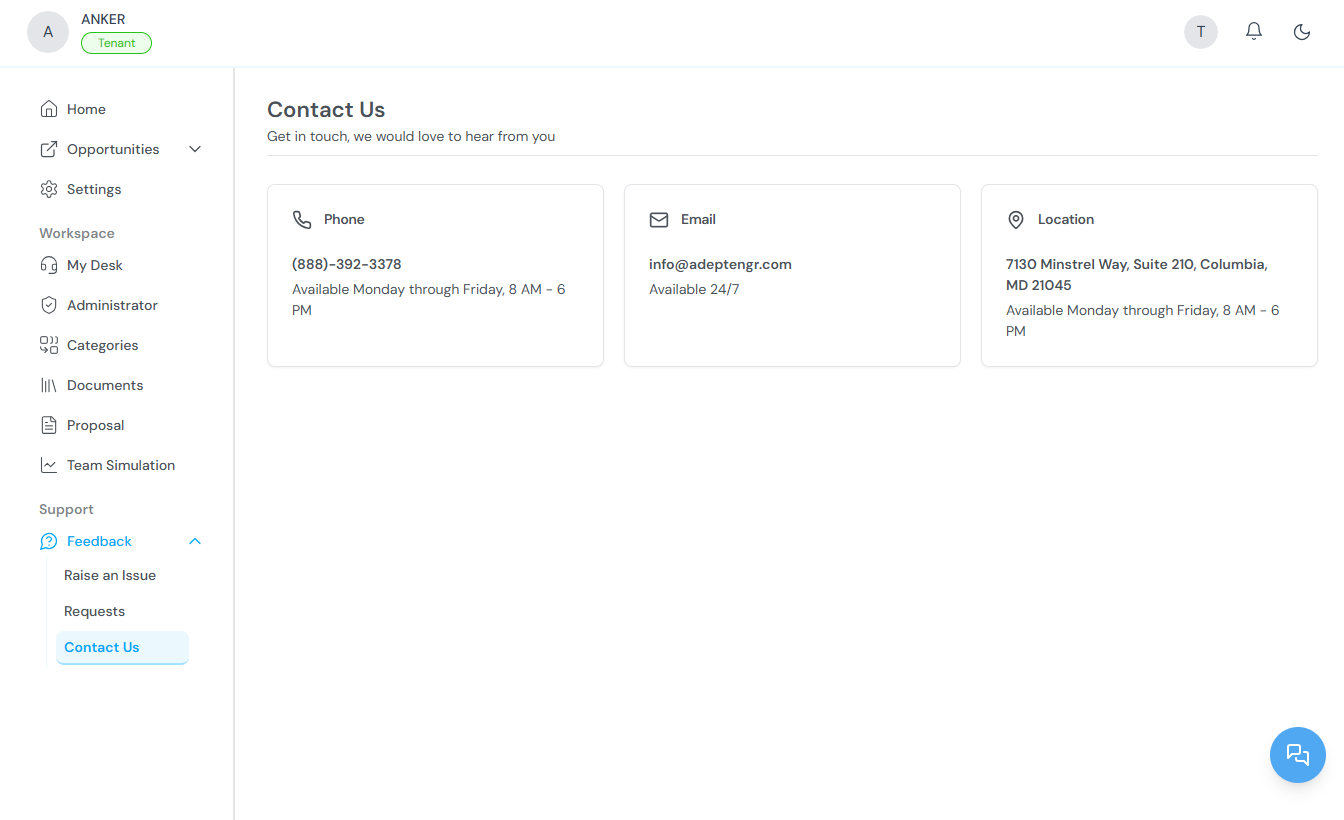 A
ANKER
Tenant
T
Home
Opportunities
Settings
Workspace
My Desk
Administrator
Categories
Documents
Proposal
Team Simulation
Support
Feedback
Raise an Issue
Requests
Contact Us
Contact Us
Get in touch, we would love to hear from you
Phone
(888)-392-3378
Available Monday through Friday, 8 AM - 6
PM
Email
info@adeptengr.com
Available 24/7
Location
7130 Minstrel Way, Suite 210, Columbia,
MD 21045
Available Monday through Friday, 8 AM - 6
PM